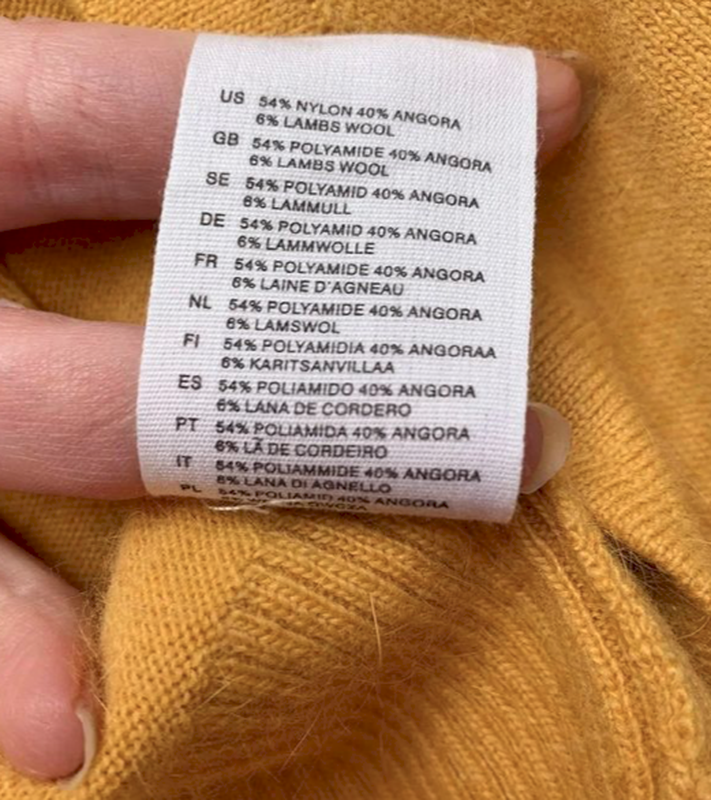 US 54% NYLON 40% ANGORA
6% LAMBS WOOL
GB 54% POLYAMIDE 40% ANGORA
6% LAMBS WOOL
SE 54% POLYAMID 40% ANGORA
6% LAMMULL
DE 54% POLYAMID 40% ANGORA
6% LAMMWOLLE
FR 54% POLYAMIDE 40% ANGORA
6% LAINE D'AGNEAU
NL 54% POLYAMIDE 40% ANGORA
6% LAMSWOL
FI 54% POLYAMIDIA 40% ANGORAA
6% KARITSANVILLAA
ES 54% POLIAMIDO 40% ANGORA
6% LANA DE CORDERO
PT 54% POLIAMIDA 40% ANGORA
6% LÃ DE CORDEIRO
IT 54% POLIAMMIDE 40% ANGORA
6% LANA DI AGNELLO
PL 54% POLIAMID 40% ANGORA